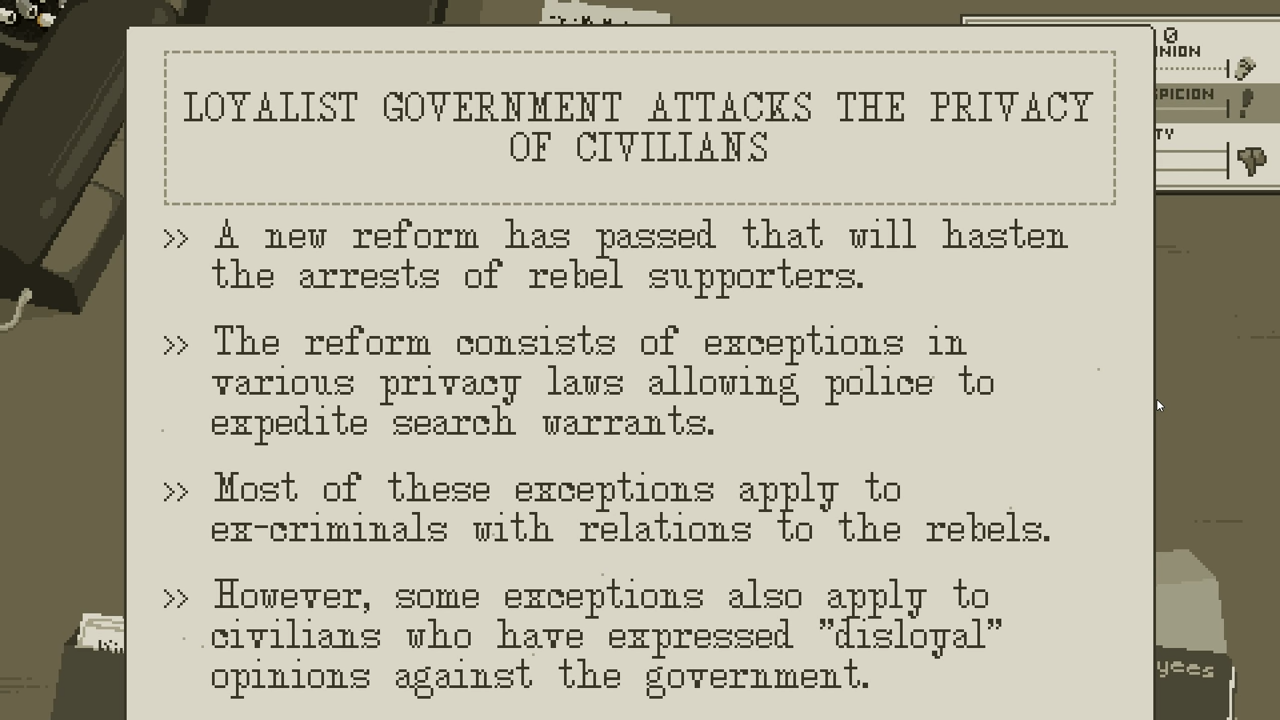 LOYALIST GOVERNMENT ATTACKS THE PRIVACY
OF CIVILIANS
>> A new reform has passed that will hasten
the arrests of rebel supporters.
>> The reform consists of exceptions in
various privacy laws allowing police to
expedite search warrants.
>> Most of these exceptions apply to
ex-criminals with relations to the rebels.
>> However, some exceptions also apply to
civilians who have expressed "disloyal"
opinions against the government.
0